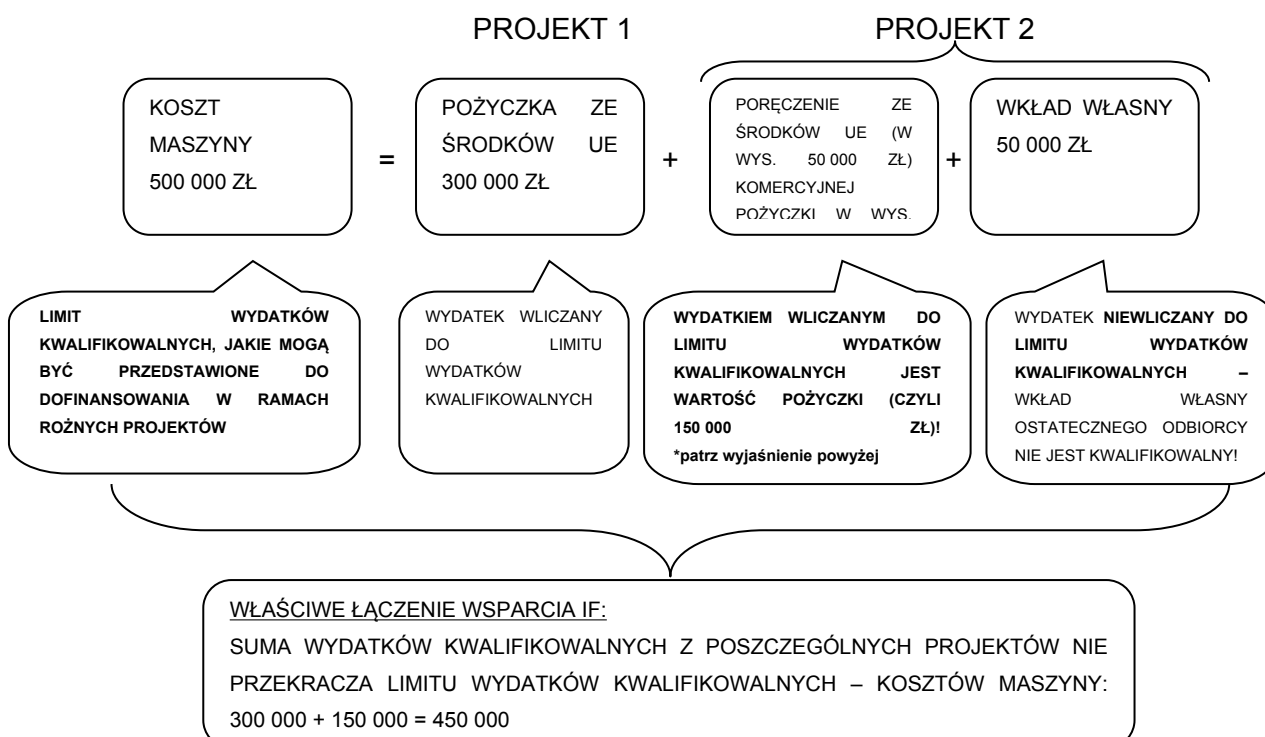 PROJEKT 1
PROJEKT 2
KOSZT
MASZYNY
500 000 ZŁ
=
POŻYCZKA ZE
ŚRODKÓW UE
300 000 ZŁ
+
PORĘCZENIE ZE
ŚRODKÓW UE (W
WYS. 50 000 ZŁ)
KOMERCYJNEJ
POŻYCZKI W WYS.
+
WKŁAD WŁASNY
50 000 ZŁ
LIMIT WYDATKÓW
KWALIFIKOWALNYCH, JAKIE MOGĄ
BYĆ PRZEDSTAWIONE DO
DOFINANSOWANIA W RAMACH
ROŻNYCH PROJEKTÓW
WYDATEK WLICZANY
DO LIMITU
WYDATKÓW
KWALIFIKOWALNYCH
WYDATKIEM WLICZANYM DO
LIMITU WYDATKÓW
KWALIFIKOWALNYCH JEST
WARTOŚĆ POŻYCZKI (CZYLI
150 000 ZŁ)!
*patrz wyjaśnienie powyżej
WYDATEK NIEWLICZANY DO
LIMITU WYDATKÓW
KWALIFIKOWALNYCH –
WKŁAD WŁASNY
OSTATECZNEGO ODBIORCY
NIE JEST KWALIFIKOWALNY!
WŁAŚCIWE ŁĄCZENIE WSPARCIA IF:
SUMA WYDATKÓW KWALIFIKOWALNYCH Z POSZCZEGÓLNYCH PROJEKTÓW NIE
PRZEKRACZA LIMITU WYDATKÓW KWALIFIKOWALNYCH – KOSZTÓW MASZYNY:
300 000 + 150 000 = 450 000